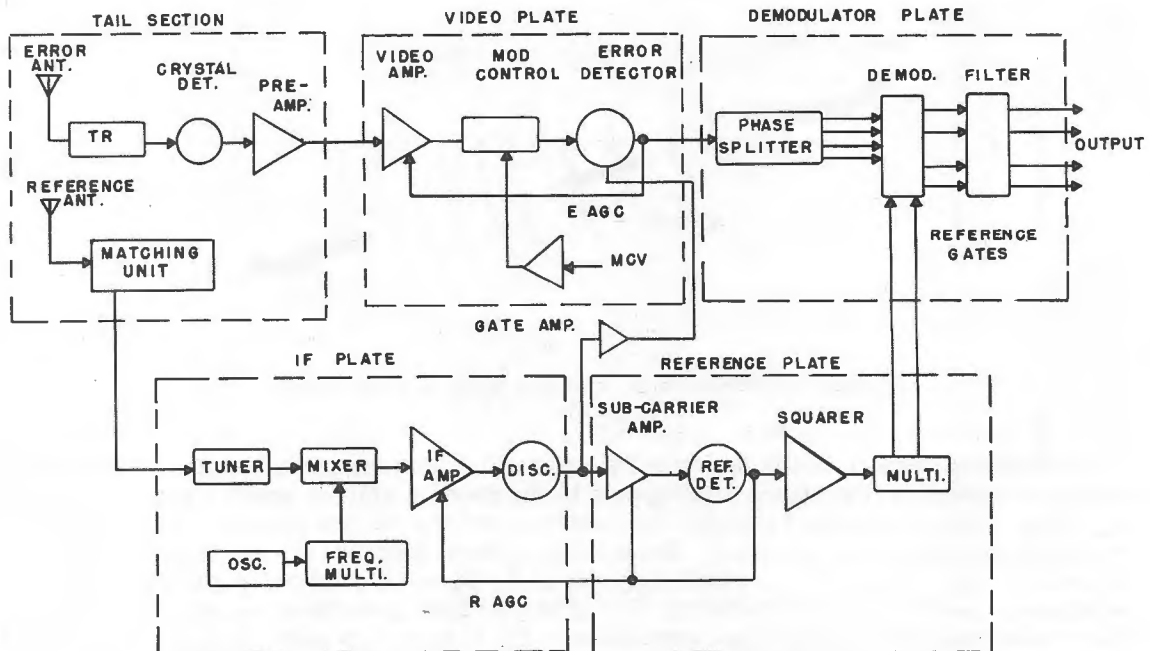 TAIL SECTION
VIDEO PLATE
DEMODULATOR PLATE
ERROR
ANT.
CRYSTAL
DET.
PRE-
AMP.
TR
REFERENCE
ANT.
MATCHING
UNIT
VIDEO
AMP.
MOD
CONTROL
ERROR
DETECTOR
E AGC
MCV
PHASE
SPLITTER
DEMOD.
FILTER
OUTPUT
REFERENCE
GATES
GATE AMP.
IF PLATE
REFERENCE PLATE
TUNER
MIXER
IF
AMP
DISC.
OSC.
FREQ.
MULTI.
R AGC
SUB-CARRIER
AMP.
REF.
DET.
SQUARER
MULTI.